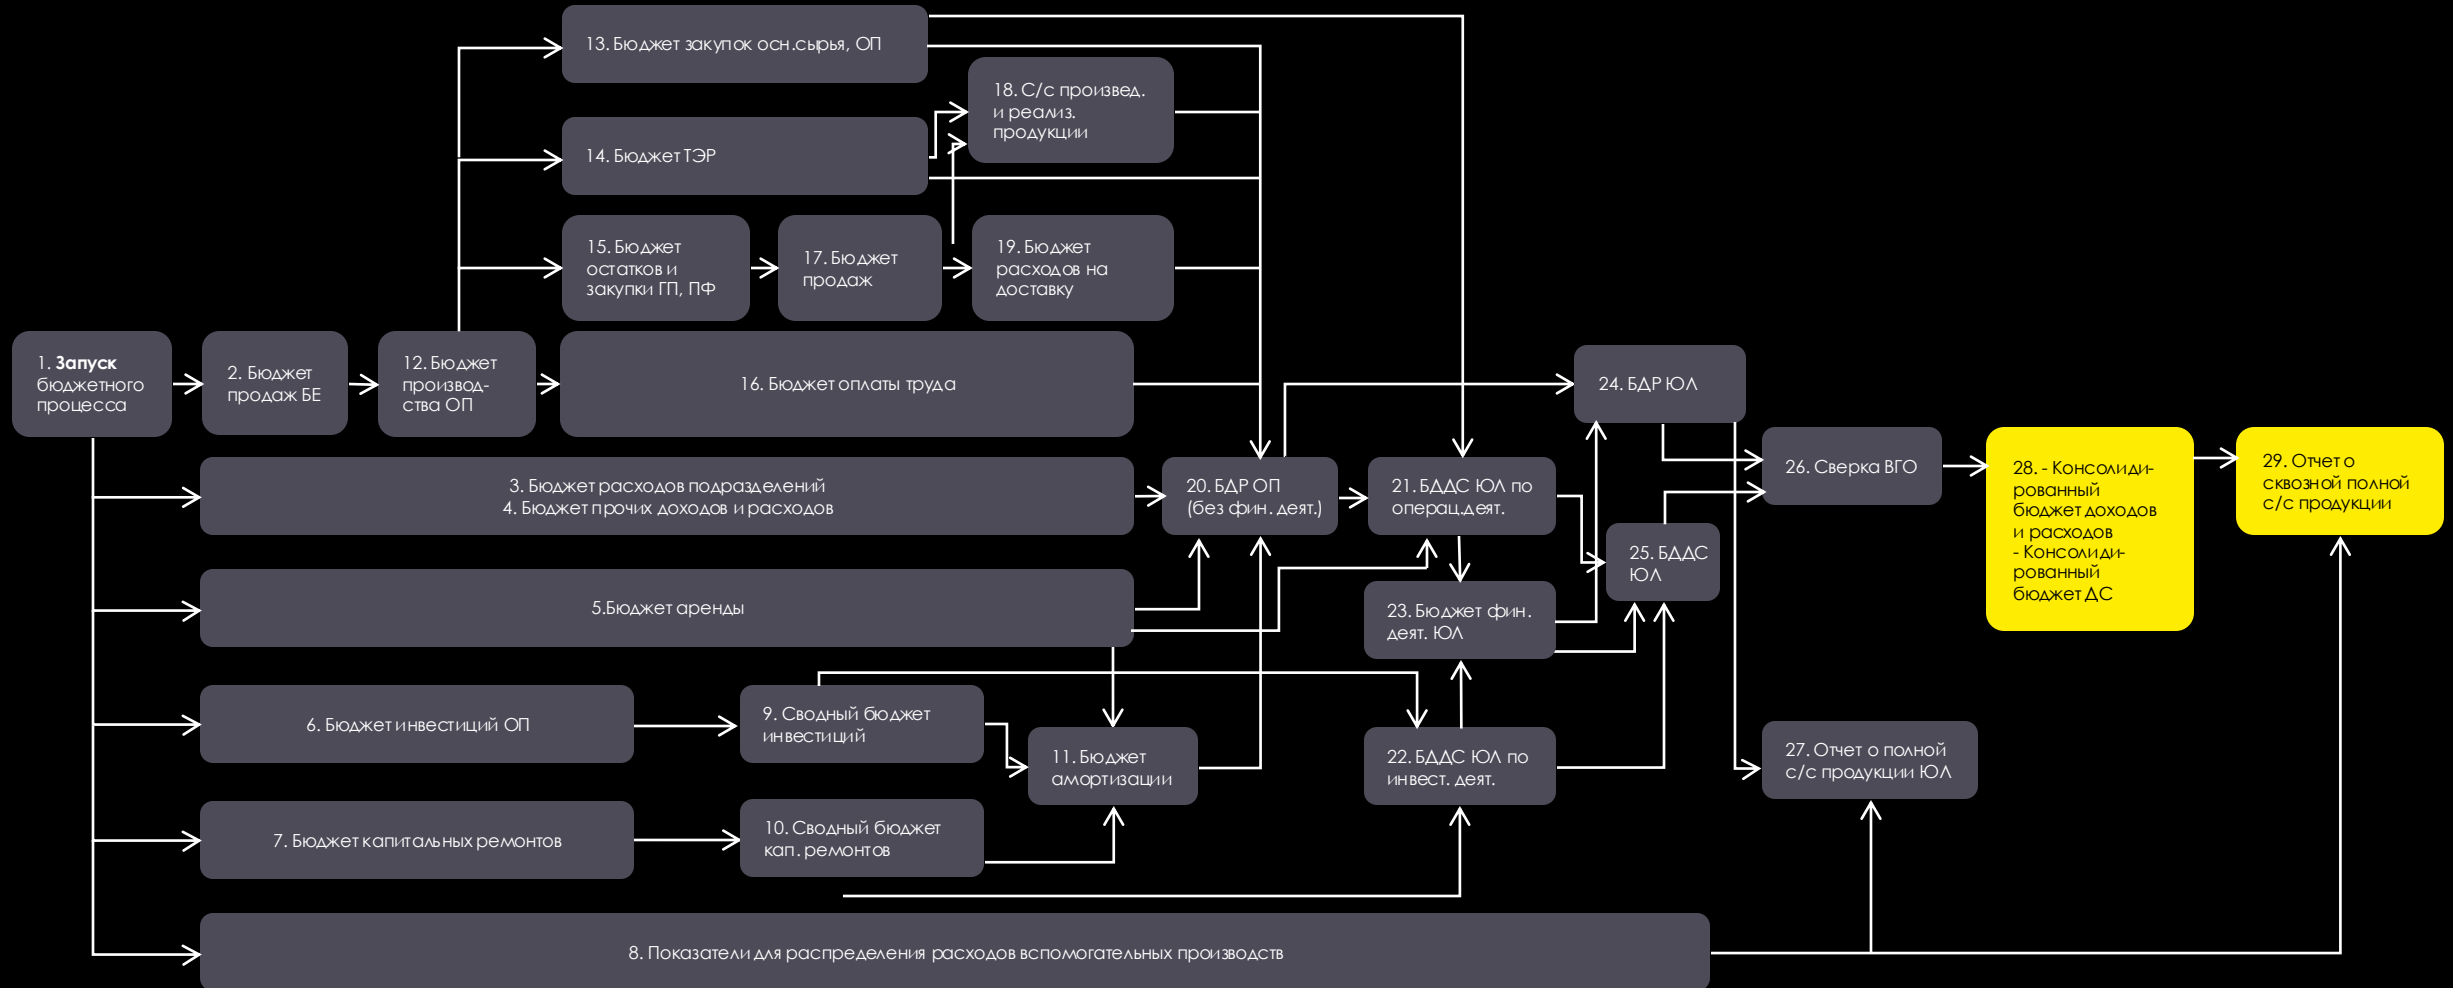 13. Бюджет закупок осн.сырья, ОП
18. С/с произвед.
и реализ.
продукции
14. Бюджет ТЭР
15. Бюджет
остатков и
закупки ГП, ПФ
17. Бюджет
продаж
19. Бюджет
расходов на
доставку
1. Запуск
бюджетного
процесса
2. Бюджет
продаж БЕ
12. Бюджет
производ-
ства ОП
16. Бюджет оплаты труда
24. БДР ЮЛ
3. Бюджет расходов подразделений
4. Бюджет прочих доходов и расходов
20. БДР ОП
(без фин. деят.)
21. БДДС ЮЛ по
операц.деят.
26. Сверка ВГО
28. - Консолиди-
рованный
бюджет доходов
и расходов
- Консолиди-
рованный
бюджет ДС
29. Отчет о
сквозной полной
с/с продукции
25. БДДС
ЮЛ
5.Бюджет аренды
23. Бюджет фин.
деят. ЮЛ
6. Бюджет инвестиций ОП
9. Сводный бюджет
инвестиций
11. Бюджет
амортизации
22. БДДС ЮЛ по
инвест. деят.
27. Отчет о полной
с/с продукции ЮЛ
7. Бюджет капитальных ремонтов
10. Сводный бюджет
кап. ремонтов
8. Показатели для распределения расходов вспомогательных производств